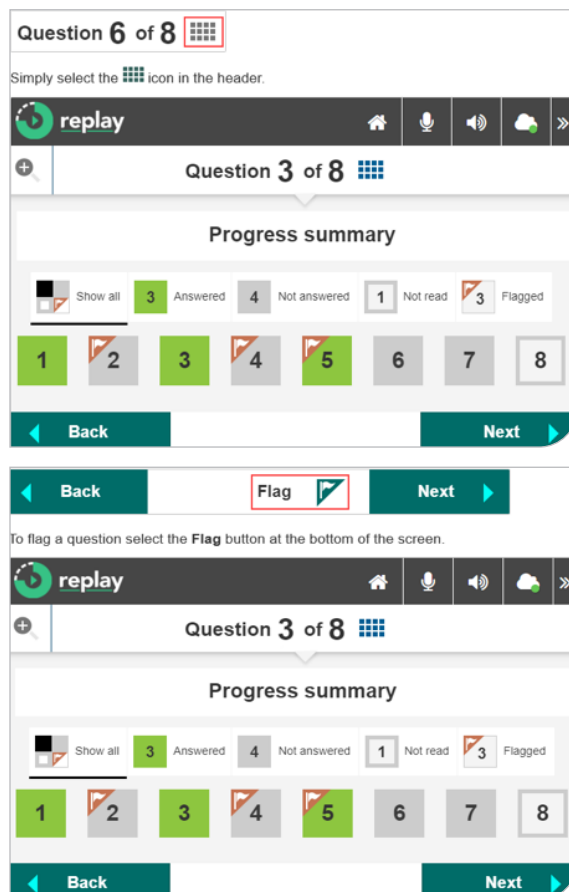 Question 6 of 8
Simply select the icon in the header.
replay
Question 3 of 8
Progress summary
Show all 3 Answered 4 Not answered 1 Not read 3 Flagged
1 2 3 4 5 6 7 8
Back Next
Back Flag Next
To flag a question select the Flag button at the bottom of the screen.
replay
Question 3 of 8
Progress summary
Show all 3 Answered 4 Not answered 1 Not read 3 Flagged
1 2 3 4 5 6 7 8
Back Next